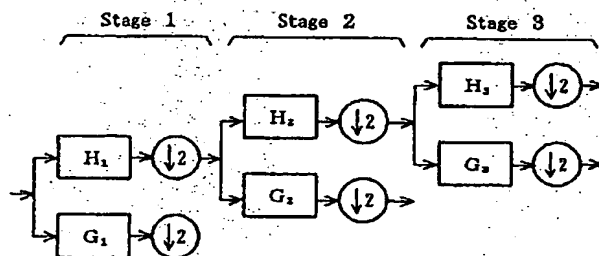 Stage 1 Stage 2 Stage 3
H₃ ↓2
H₂ ↓2
H₁ ↓2 G₃ ↓2
G₂ ↓2
G₁ ↓2